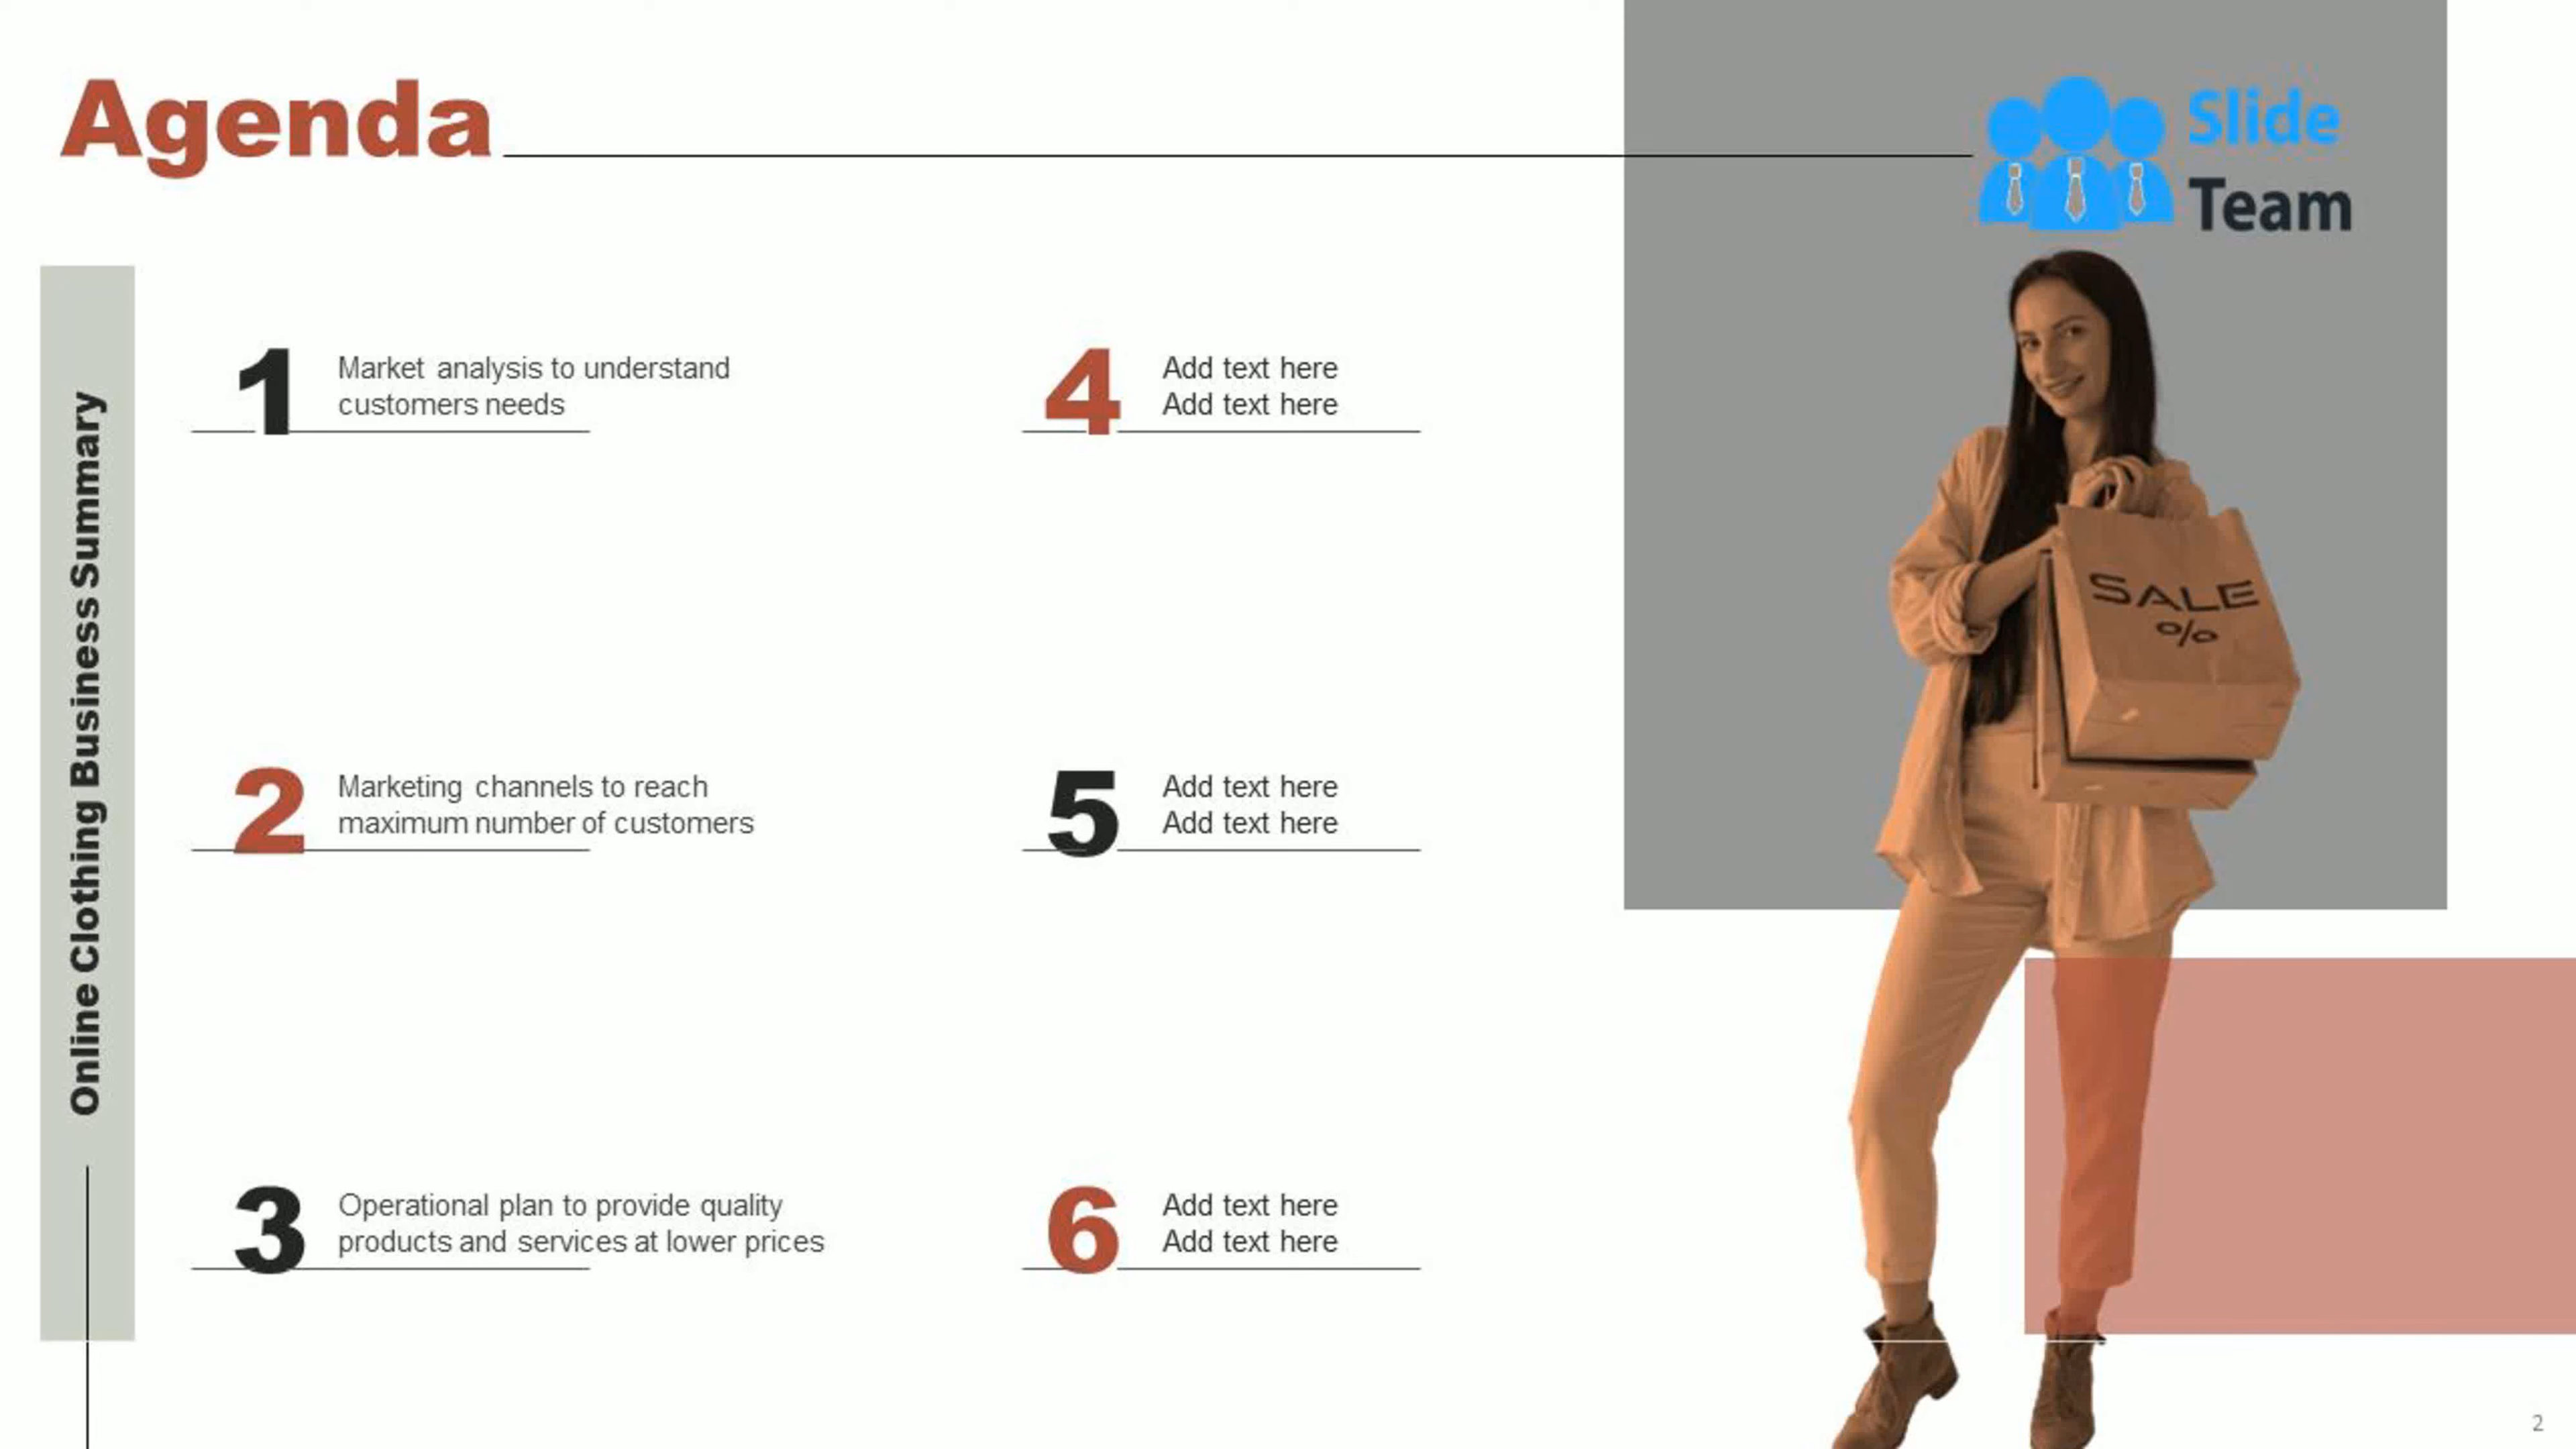 Agenda
Slide
Team
Online Clothing Business Summary
1
Market analysis to understand
customers needs
2
Marketing channels to reach
maximum number of customers
3
Operational plan to provide quality
products and services at lower prices
4
Add text here
Add text here
5
Add text here
Add text here
6
Add text here
Add text here
SALE
%
2